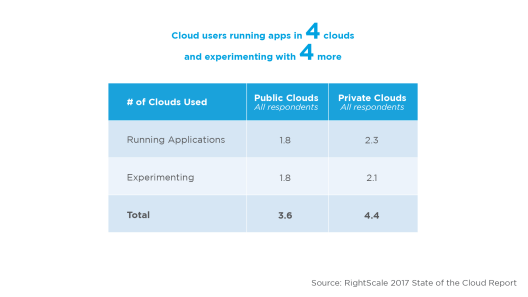 Cloud users running apps in 4 clouds
and experimenting with 4 more
# of Clouds Used
Public Clouds
All respondents
Private Clouds
All respondents
Running Applications 1.8 2.3
Experimenting 1.8 2.1
Total 3.6 4.4
Source: RightScale 2017 State of the Cloud Report